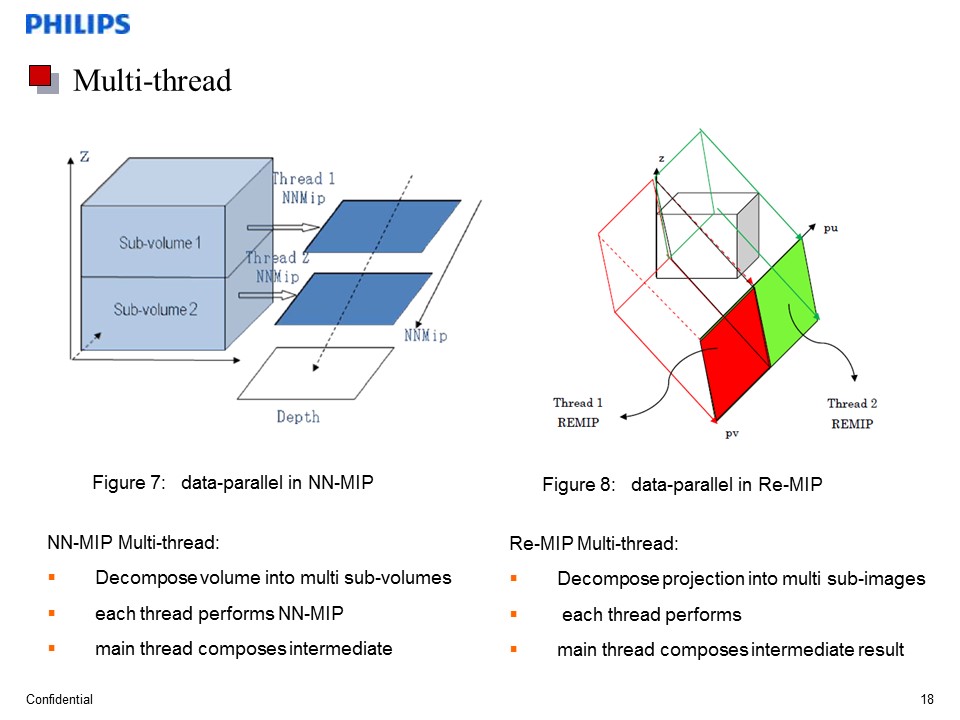 PHILIPS
Multi-thread
Z
Thread 1
NNMip
Sub-volume 1
Thread 2
NNMip
Sub-volume 2
NNMip
Depth
Figure 7: data-parallel in NN-MIP
z
pu
Thread 1
REMIP
Thread 2
REMIP
pv
Figure 8: data-parallel in Re-MIP
NN-MIP Multi-thread:
▪ Decompose volume into multi sub-volumes
▪ each thread performs NN-MIP
▪ main thread composes intermediate
Re-MIP Multi-thread:
▪ Decompose projection into multi sub-images
▪ each thread performs
▪ main thread composes intermediate result
Confidential
18